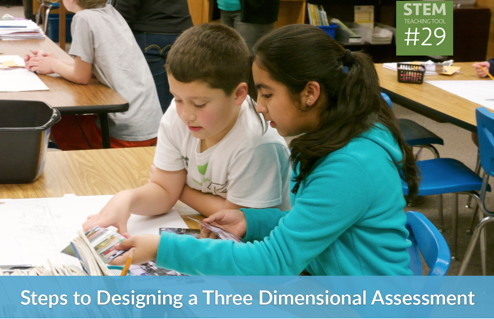 STEM
TEACHING TOOL
#29
Steps to Designing a Three Dimensional Assessment